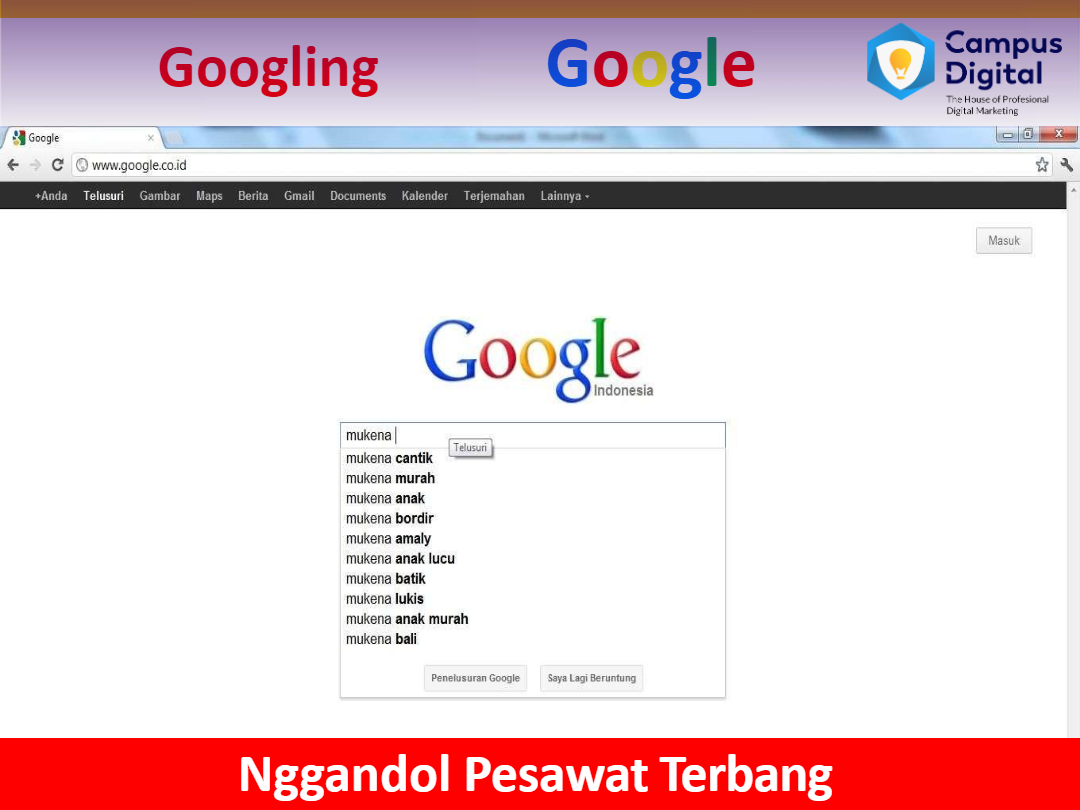 Googling
Google
Campus
Digital
The House of Profesional
Digital Marketing
Google
www.google.co.id
+Anda Telusuri Gambar Maps Berita Gmail Documents Kalender Terjemahan Lainnya
Masuk
Google
Indonesia
mukena
Telusuri
mukena cantik
mukena murah
mukena anak
mukena bordir
mukena amaly
mukena anak lucu
mukena batik
mukena lukis
mukena anak murah
mukena bali
Penelusuran Google Saya Lagi Beruntung
Nggandol Pesawat Terbang